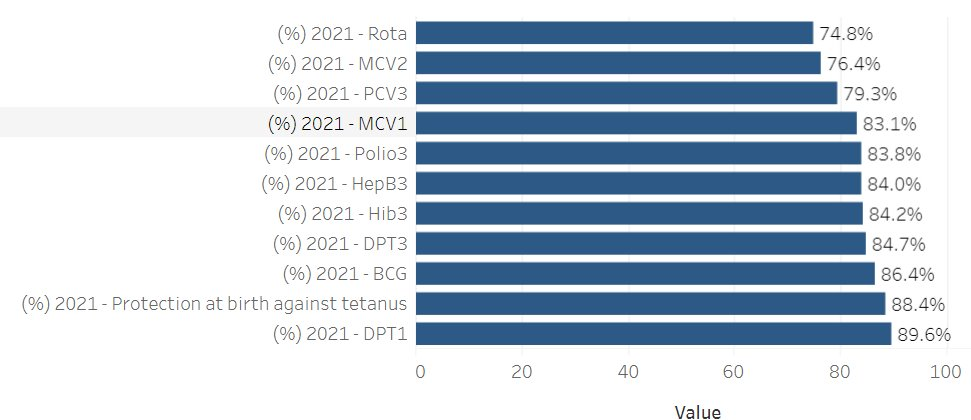 (%) 2021 - Rota 74.8%
(%) 2021 - MCV2 76.4%
(%) 2021 - PCV3 79.3%
(%) 2021 - MCV1 83.1%
(%) 2021 - Polio3 83.8%
(%) 2021 - HepB3 84.0%
(%) 2021 - Hib3 84.2%
(%) 2021 - DPT3 84.7%
(%) 2021 - BCG 86.4%
(%) 2021 - Protection at birth against tetanus 88.4%
(%) 2021 - DPT1 89.6%
0 20 40 60 80 100
Value